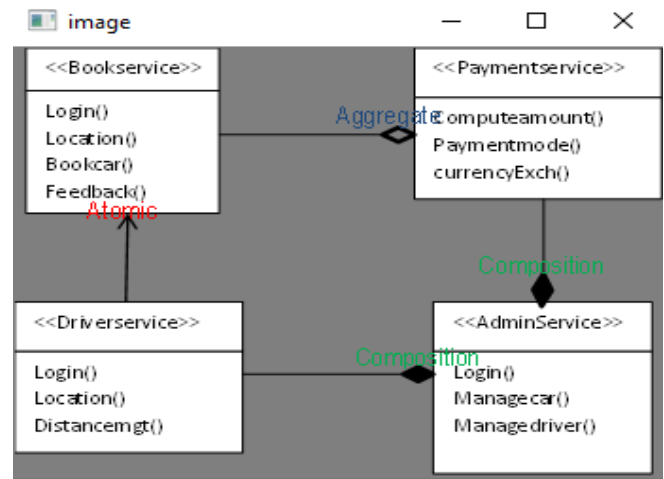 image
<<Bookservice>>
Login()
Location()
Bookcar()
Feedback()
Atomic
<<Paymentservice>>
Aggregate
Computeamount()
Paymentmode()
currencyExch()
Composition
<<Driverservice>>
Login()
Location()
Distancemgt()
Composition
<<AdminService>>
Login()
Managecar()
Managedriver()